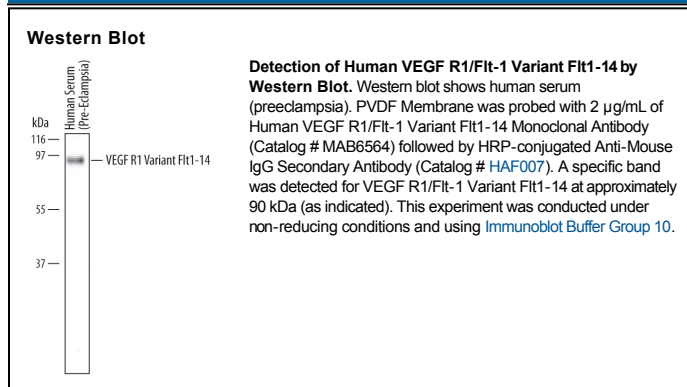 Western Blot
Human Serum
(Pre-Eclampsia)
kDa
116
97
VEGF R1 Variant Flt1-14
55
37
Detection of Human VEGF R1/Flt-1 Variant Flt1-14 by
Western Blot. Western blot shows human serum
(preeclampsia). PVDF Membrane was probed with 2 µg/mL of
Human VEGF R1/Flt-1 Variant Flt1-14 Monoclonal Antibody
(Catalog # MAB6564) followed by HRP-conjugated Anti-Mouse
IgG Secondary Antibody (Catalog # HAF007). A specific band
was detected for VEGF R1/Flt-1 Variant Flt1-14 at approximately
90 kDa (as indicated). This experiment was conducted under
non-reducing conditions and using Immunoblot Buffer Group 10.